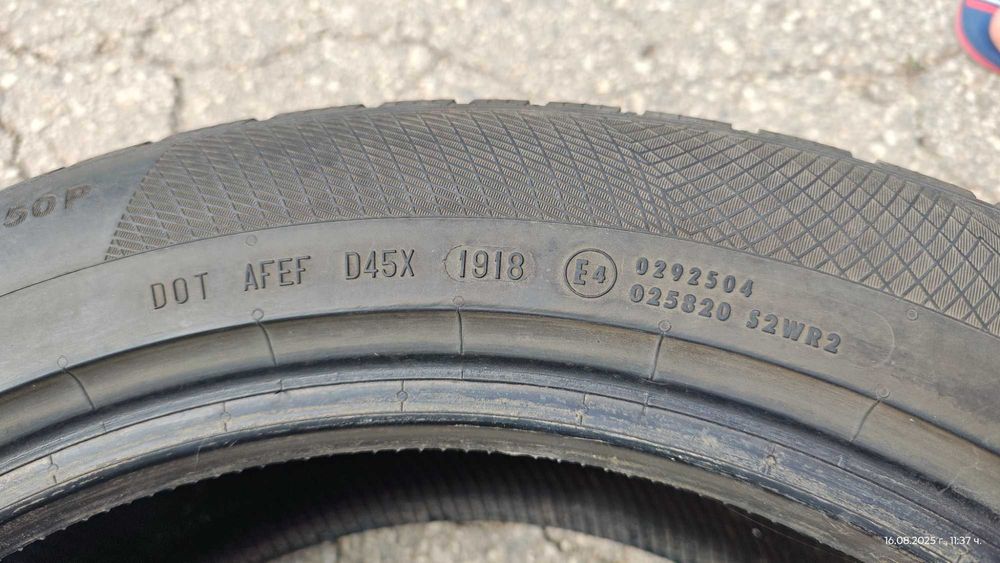 50P
DOT AFEF D45X 1918 E4 0292504
025820 S2WR2
16.08.2025 г., 11:37 ч.